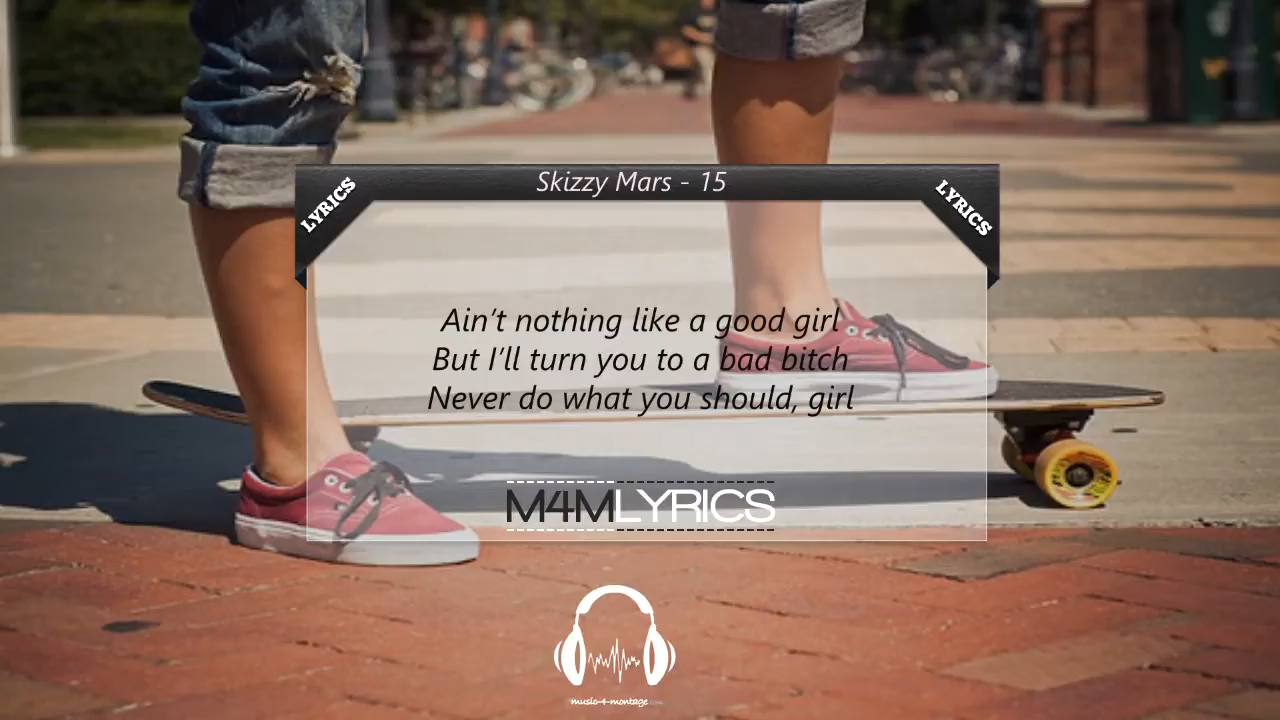 Skizzy Mars - 15
LYRICS
LYRICS
Ain't nothing like a good girl
But I'll turn you to a bad bitch
Never do what you should, girl
M4MLYRICS
music-4-montage.com